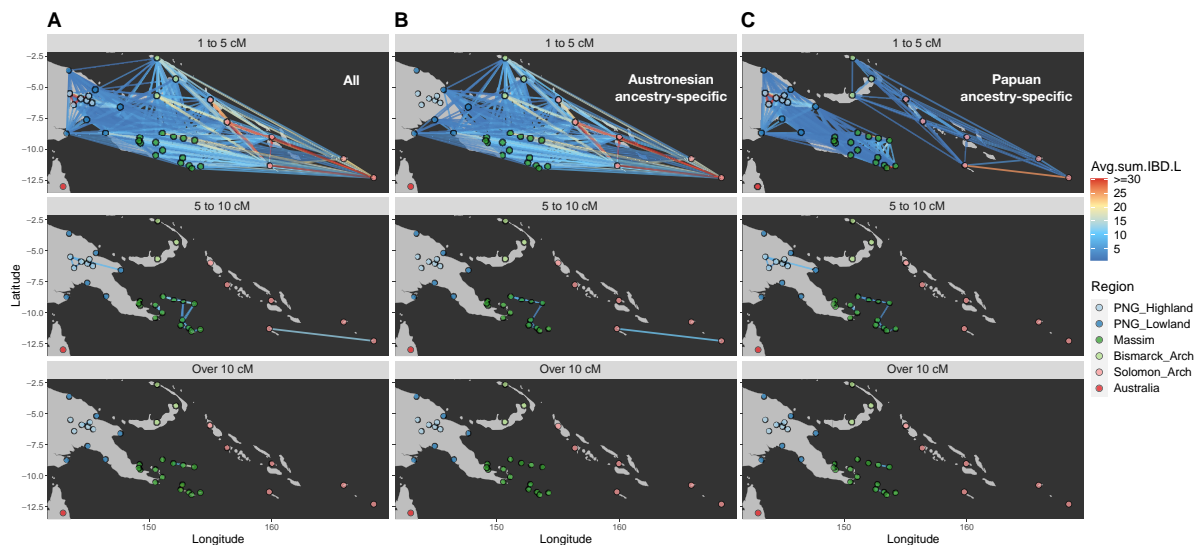 A
B
C
1 to 5 cM
1 to 5 cM
1 to 5 cM
All
Austronesian
ancestry-specific
Papuan
ancestry-specific
−2.5
−5.0
−7.5
−10.0
−12.5
5 to 10 cM
5 to 10 cM
5 to 10 cM
Latitude
−2.5
−5.0
−7.5
−10.0
−12.5
Over 10 cM
Over 10 cM
Over 10 cM
−2.5
−5.0
−7.5
−10.0
−12.5
150
160
150
160
150
160
Longitude
Longitude
Longitude
Avg.sum.IBD.L
>=30
25
20
15
10
5
Region
PNG_Highland
PNG_Lowland
Massim
Bismarck_Arch
Solomon_Arch
Australia